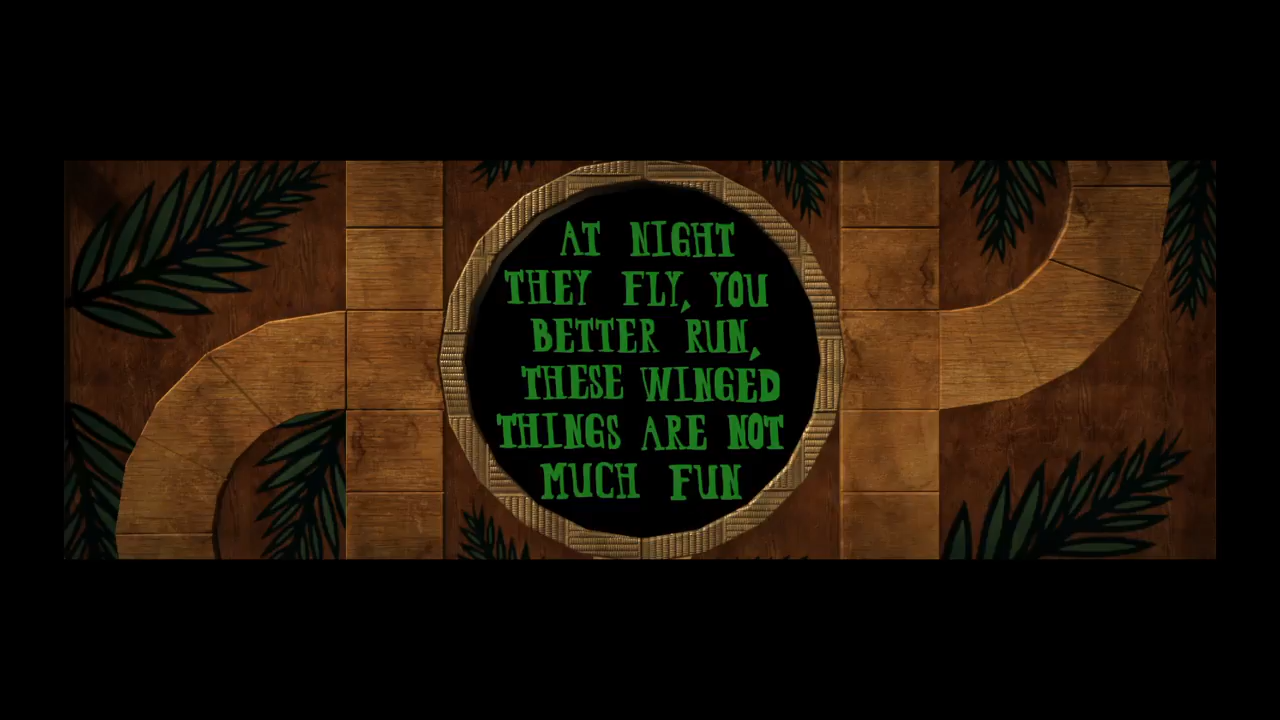 AT NIGHT
THEY FLY, YOU
BETTER RUN,
THESE WINGED
THINGS ARE NOT
MUCH FUN